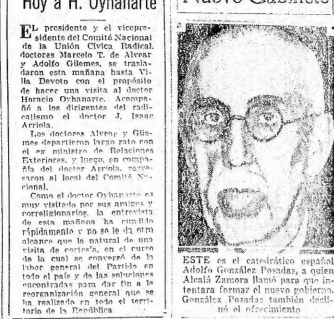 Hoy a H. Oyhanarte
EL presidente y el vicepre-
sidente del Comité Nacional
de la Unión Cívica Radical,
doctores Marcelo T. de Alvear
y Adolfo Güemes, se trasla-
daron esta mañana hasta Vi-
lla Devoto con el propósito
de hacer una visita al doctor
Horacio Oyhanarte. Acompa-
ñó a los dirigentes del radi-
calismo el doctor J. Isaac
Arriola.
Los doctores Alvear y Güe-
mes departieron largo rato con
el ex ministro de Relaciones
Exteriores, y luego, en compa-
ñía del doctor Arriola, regre-
saron al local del Comité Na-
cional.
Como el doctor Oyhanarte es
muy visitado por sus amigos y
correligionarios, la entrevista
de esta mañana ha cundido
rápidamente y no se le da otro
alcance que la natural de una
visita de cortesía, en el curso
de la cual se conversó de la
labor general del Partido en
todo el país y de las soluciones
encontradas para dar fin a la
reorganización general que se
ha realizado en todo el terri-
torio de la República
ESTE es el catedrático español
Adolfo González Posadas, a quien
Alcalá Zamora llamó para que in-
tentara formar el nuevo gobierno.
González Posadas también decli-
nó el ofrecimiento